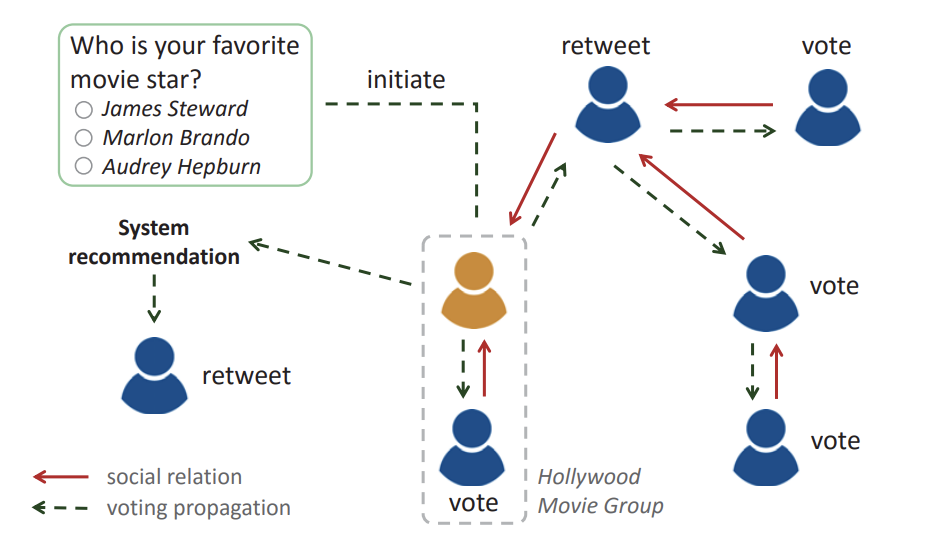 Who is your favorite
movie star?
James Steward
Marlon Brando
Audrey Hepburn
initiate
retweet
vote
System
recommendation
retweet
vote
vote
vote
Hollywood
Movie Group
social relation
voting propagation